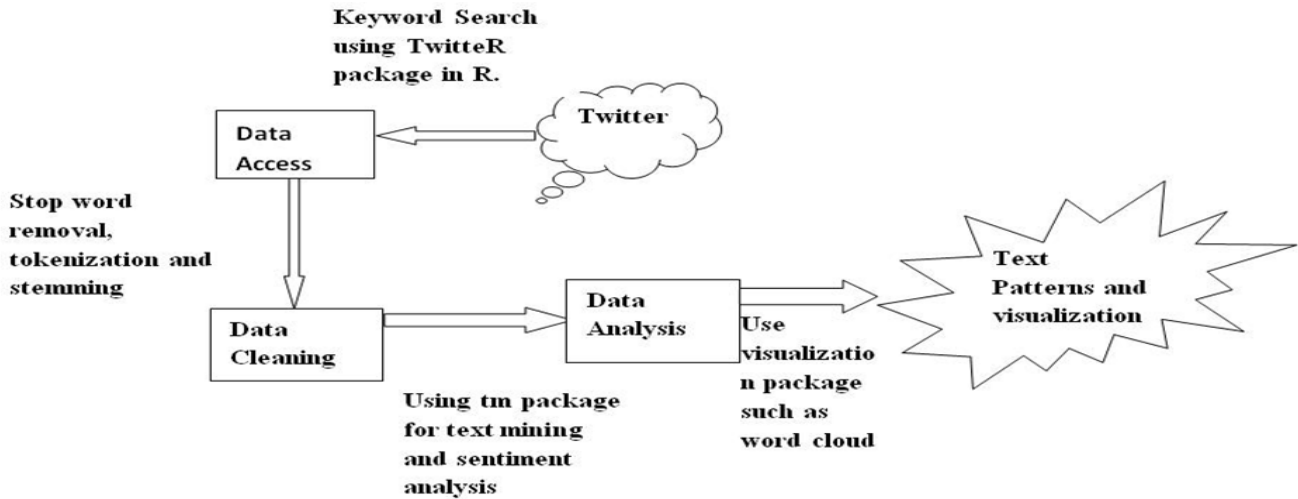 Keyword Search
using TwitteR
package in R.
Twitter
Data
Access
Stop word
removal,
tokenization and
stemming
Data
Cleaning
Using tm package
for text mining
and sentiment
analysis
Data
Analysis
Use
visualizatio
n package
such as
word cloud
Text
Patterns and
visualization